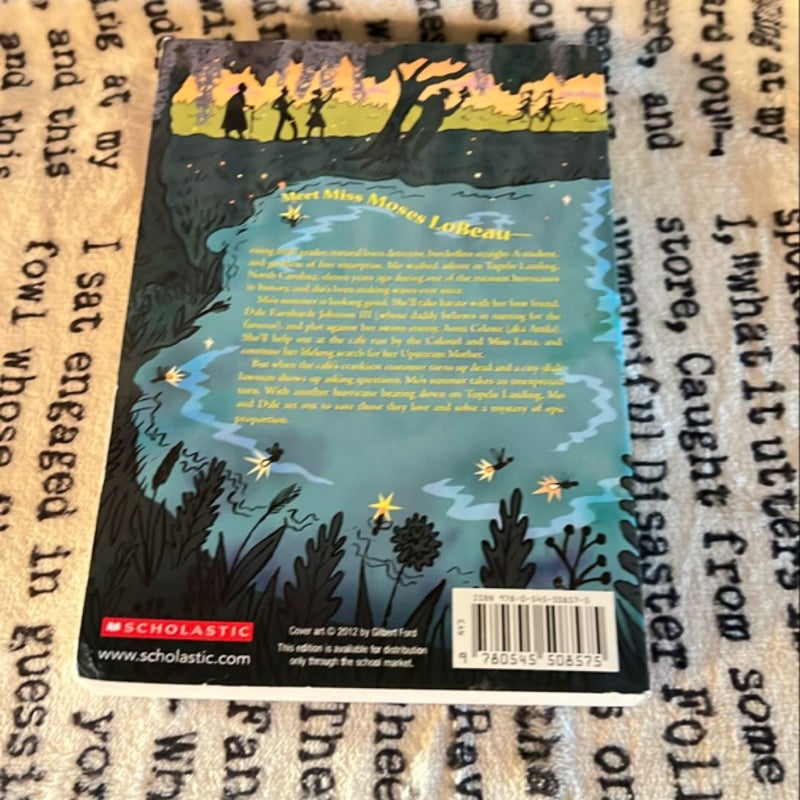 Meet Miss Moses LoBeau—
rising sixth grader, natural born detective, borderline straight-A student,
and goddess of free enterprise. Mo washed ashore in Tupelo Landing,
North Carolina, eleven years ago during one of the meanest hurricanes
in history, and she's been making waves ever since.
Mo's summer is looking good. She'll take karate with her best friend,
Dale Earnhardt Johnson III (whose daddy believes in naming for the
famous), and plot against her sworn enemy, Anna Celeste (aka Attila).
She'll help out at the café run by the Colonel and Miss Lana, and
continue her lifelong search for her Upstream Mother.
But when the café's crankiest customer turns up dead and a city-slick
lawman shows up asking questions, Mo's summer takes an unexpected
turn. With another hurricane bearing down on Tupelo Landing, Mo
and Dale set out to save those they love and solve a mystery of epic
proportion.
SCHOLASTIC
www.scholastic.com
Cover art © 2012 by Gilbert Ford
This edition is available for distribution
only through the school market.
ISBN 978-0-545-50857-5
EAN
9 780545 508575
I sat engaged in guessi
fowl whose
at my
and this
I, "what it utters
store, Caught from some
unmerciful Disaster